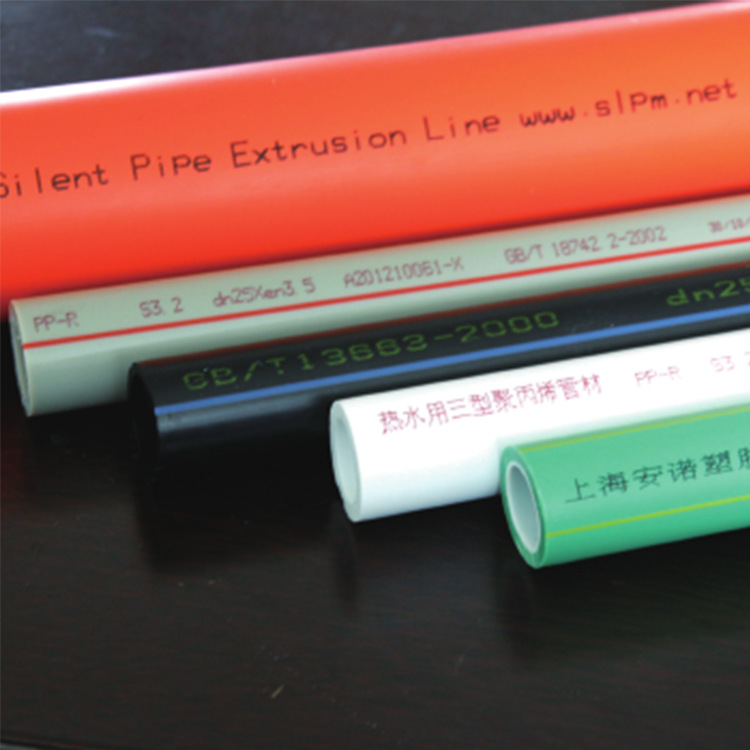 Silent Pipe Extrusion Line www.slpm.net
PP-R S3.2 dn25Xen3.5 A201210061-X GB/T 18742.2-2002
GB/T13663-2000 dn25
热水用三型聚丙烯管材 PP-R S3.2
上海安诺塑胶